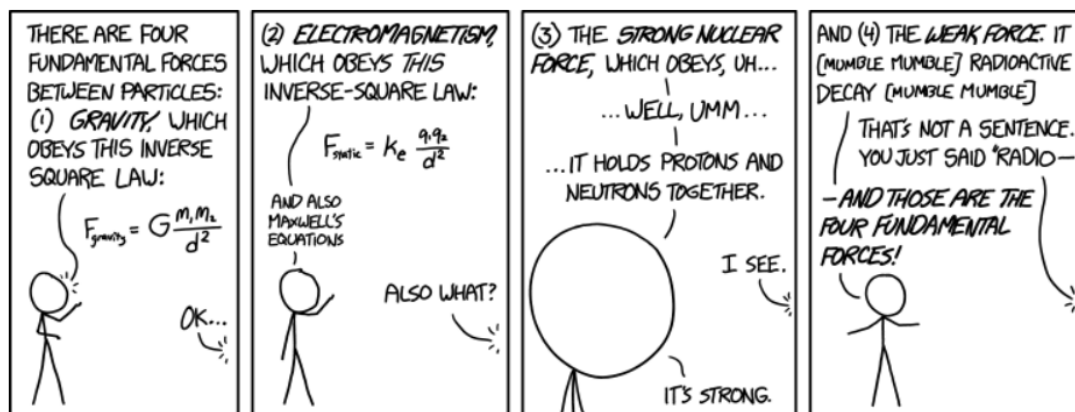 THERE ARE FOUR
FUNDAMENTAL FORCES
BETWEEN PARTICLES:
(1) GRAVITY, WHICH
OBEYS THIS INVERSE
SQUARE LAW:
F_gravity = G m₁m₂/d²
OK...
(2) ELECTROMAGNETISM,
WHICH OBEYS THIS
INVERSE-SQUARE LAW:
F_static = K_e q₁q₂/d²
AND ALSO
MAXWELL'S
EQUATIONS
ALSO WHAT?
(3) THE STRONG NUCLEAR
FORCE, WHICH OBEYS, UH...
...WELL, UMM...
...IT HOLDS PROTONS AND
NEUTRONS TOGETHER.
I SEE.
IT'S STRONG.
AND (4) THE WEAK FORCE. IT
[MUMBLE MUMBLE] RADIOACTIVE
DECAY [MUMBLE MUMBLE]
THAT'S NOT A SENTENCE.
YOU JUST SAID "RADIO—
—AND THOSE ARE THE
FOUR FUNDAMENTAL
FORCES!